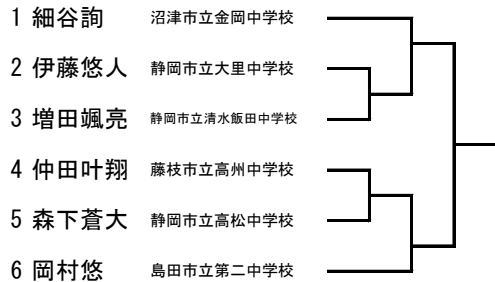 1 細谷詢 沼津市立金岡中学校
2 伊藤悠人 静岡市立大里中学校
3 増田颯亮 静岡市立清水飯田中学校
4 仲田叶翔 藤枝市立高州中学校
5 森下蒼大 静岡市立高松中学校
6 岡村悠 島田市立第二中学校